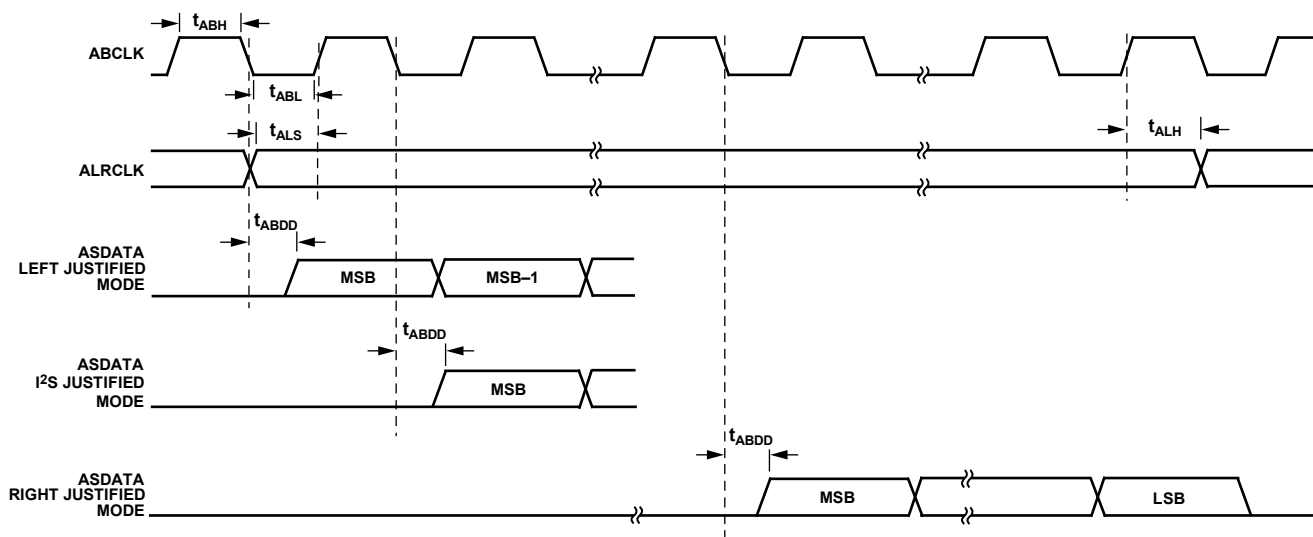 tABH
ABCLK
tABL
tALS
tALH
ALRCLK
tABDD
ASDATA
LEFT JUSTIFIED
MODE
MSB
MSB–1
tABDD
ASDATA
I²S JUSTIFIED
MODE
MSB
tABDD
ASDATA
RIGHT JUSTIFIED
MODE
MSB
LSB